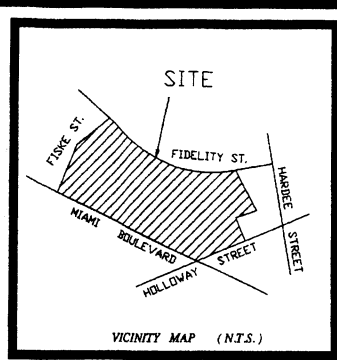 SITE
FISKE ST.
FIDELITY ST.
HARDEE
STREET
MIAMI BOULEVARD
HOLLOWAY STREET
VICINITY MAP (N.T.S.)